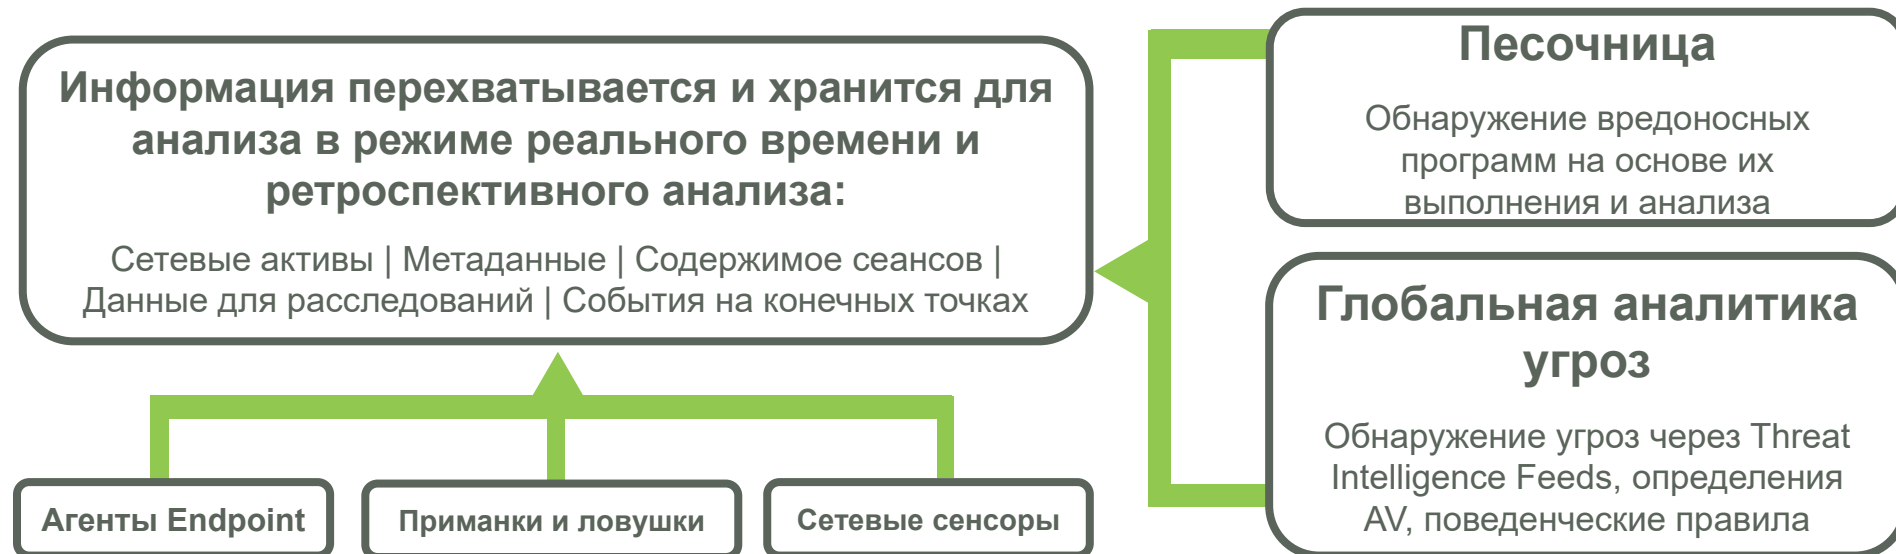 Информация перехватывается и хранится для
анализа в режиме реального времени и
ретроспективного анализа:
Сетевые активы | Метаданные | Содержимое сеансов |
Данные для расследований | События на конечных точках
Агенты Endpoint
Приманки и ловушки
Сетевые сенсоры
Песочница
Обнаружение вредоносных
программ на основе их
выполнения и анализа
Глобальная аналитика
угроз
Обнаружение угроз через Threat
Intelligence Feeds, определения
AV, поведенческие правила